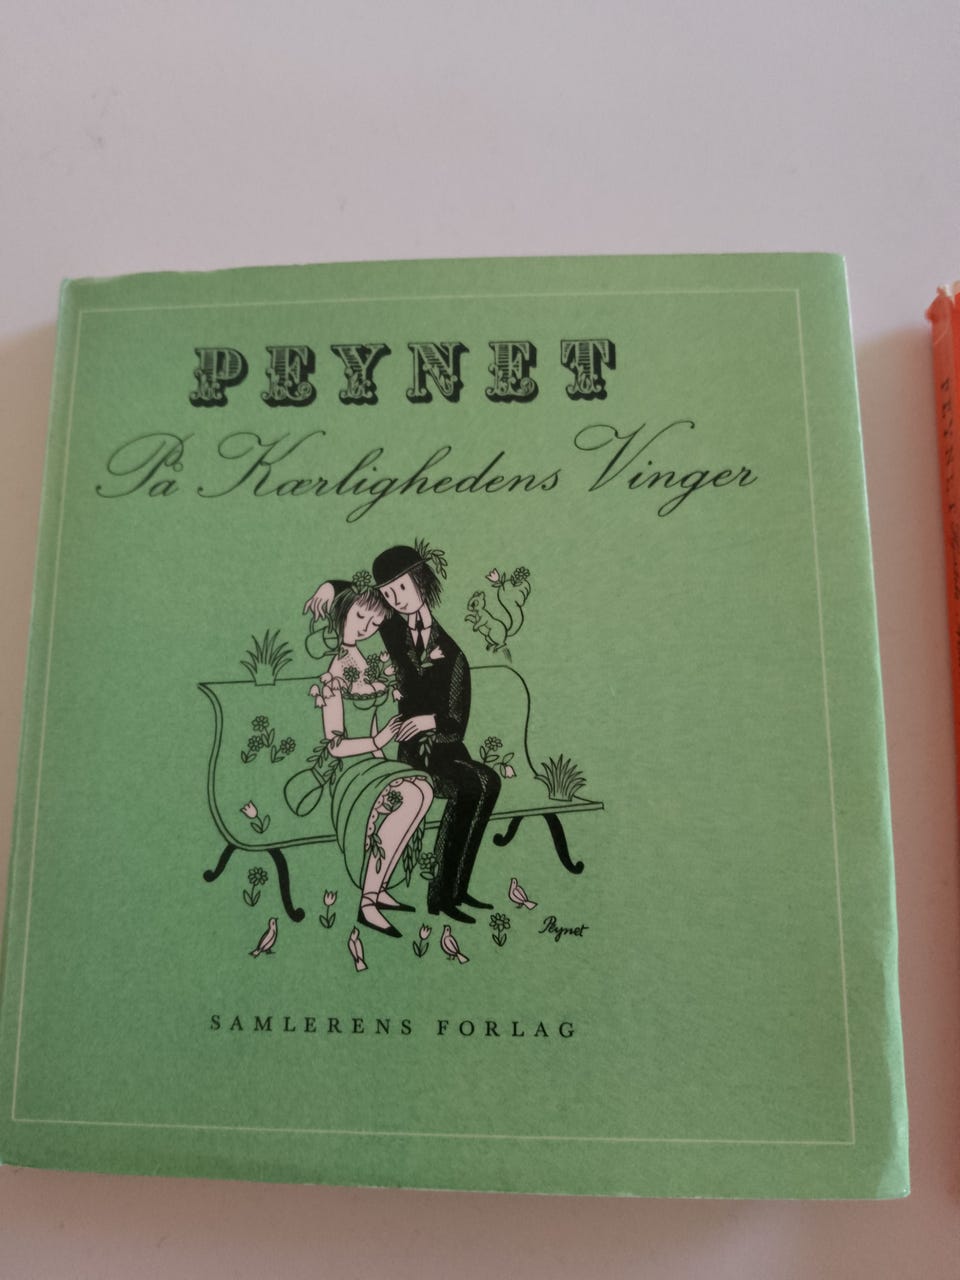 PEYNET
På Kærlighedens Vinger
Peynet
SAMLERENS FORLAG